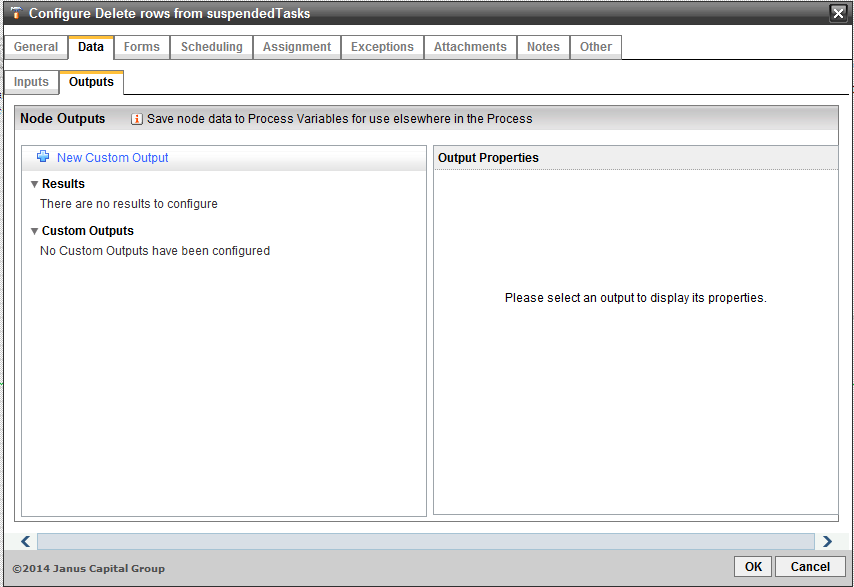 Configure Delete rows from suspendedTasks
General Data Forms Scheduling Assignment Exceptions Attachments Notes Other
Inputs Outputs
Node Outputs Save node data to Process Variables for use elsewhere in the Process
New Custom Output
Output Properties
Results
There are no results to configure
Custom Outputs
No Custom Outputs have been configured
Please select an output to display its properties.
©2014 Janus Capital Group
OK Cancel